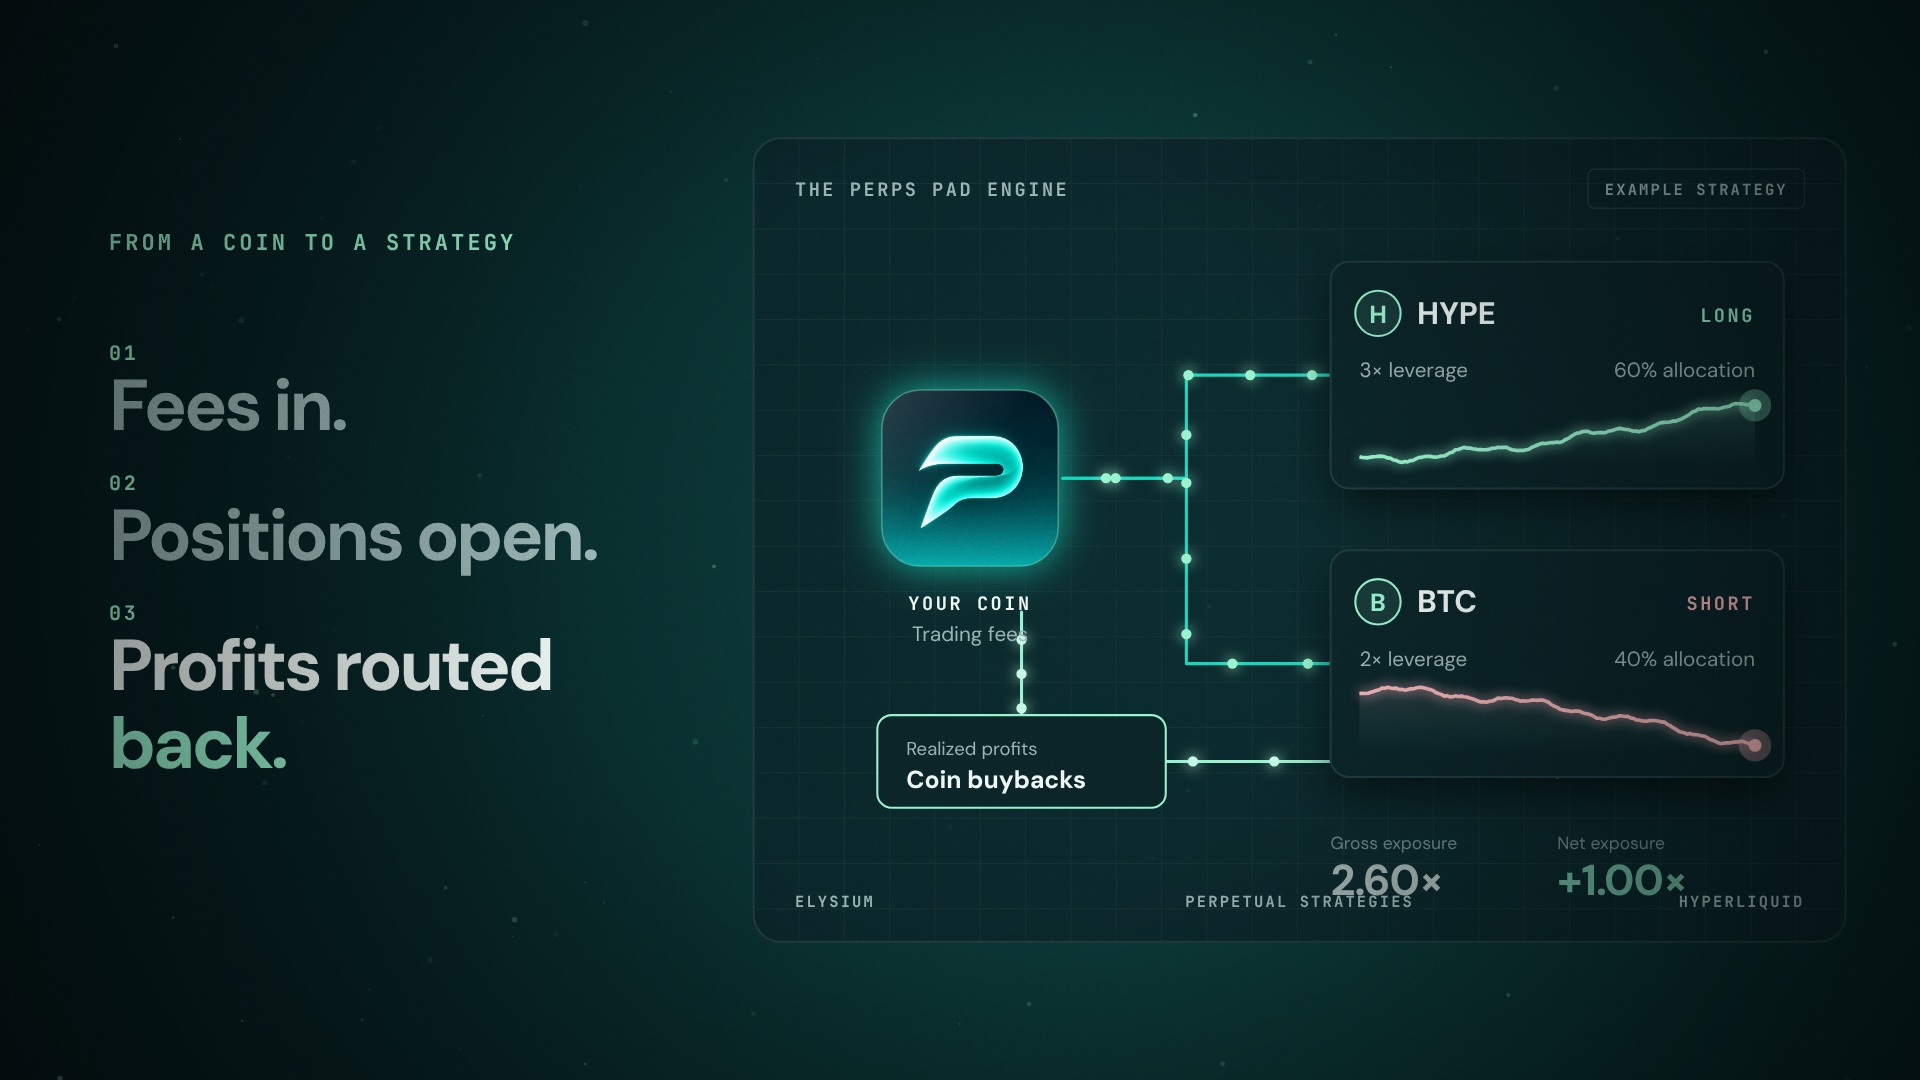 FROM A COIN TO A STRATEGY
01
Fees in.
02
Positions open.
03
Profits routed
back.
THE PERPS PAD ENGINE
EXAMPLE STRATEGY
H HYPE
LONG
3× leverage
60% allocation
YOUR COIN
Trading fees
B BTC
SHORT
2× leverage
40% allocation
Realized profits
Coin buybacks
Gross exposure
2.60×
Net exposure
+1.00×
ELYSIUM
PERPETUAL STRATEGIES
HYPERLIQUID